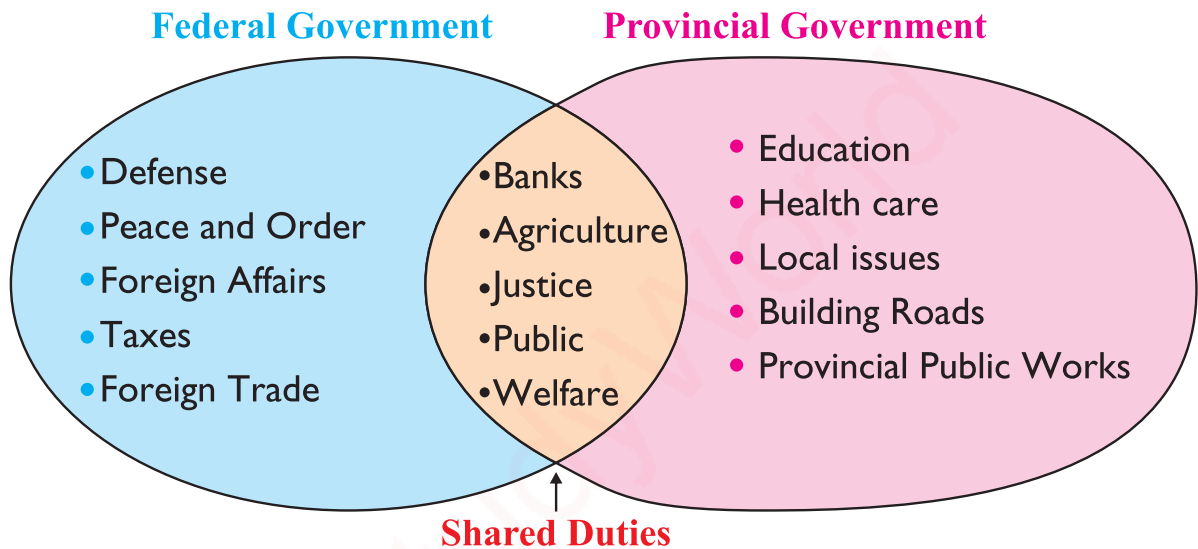 Federal Government
Provincial Government
• Defense
• Peace and Order
• Foreign Affairs
• Taxes
• Foreign Trade
• Banks
• Agriculture
• Justice
• Public
• Welfare
• Education
• Health care
• Local issues
• Building Roads
• Provincial Public Works
Shared Duties